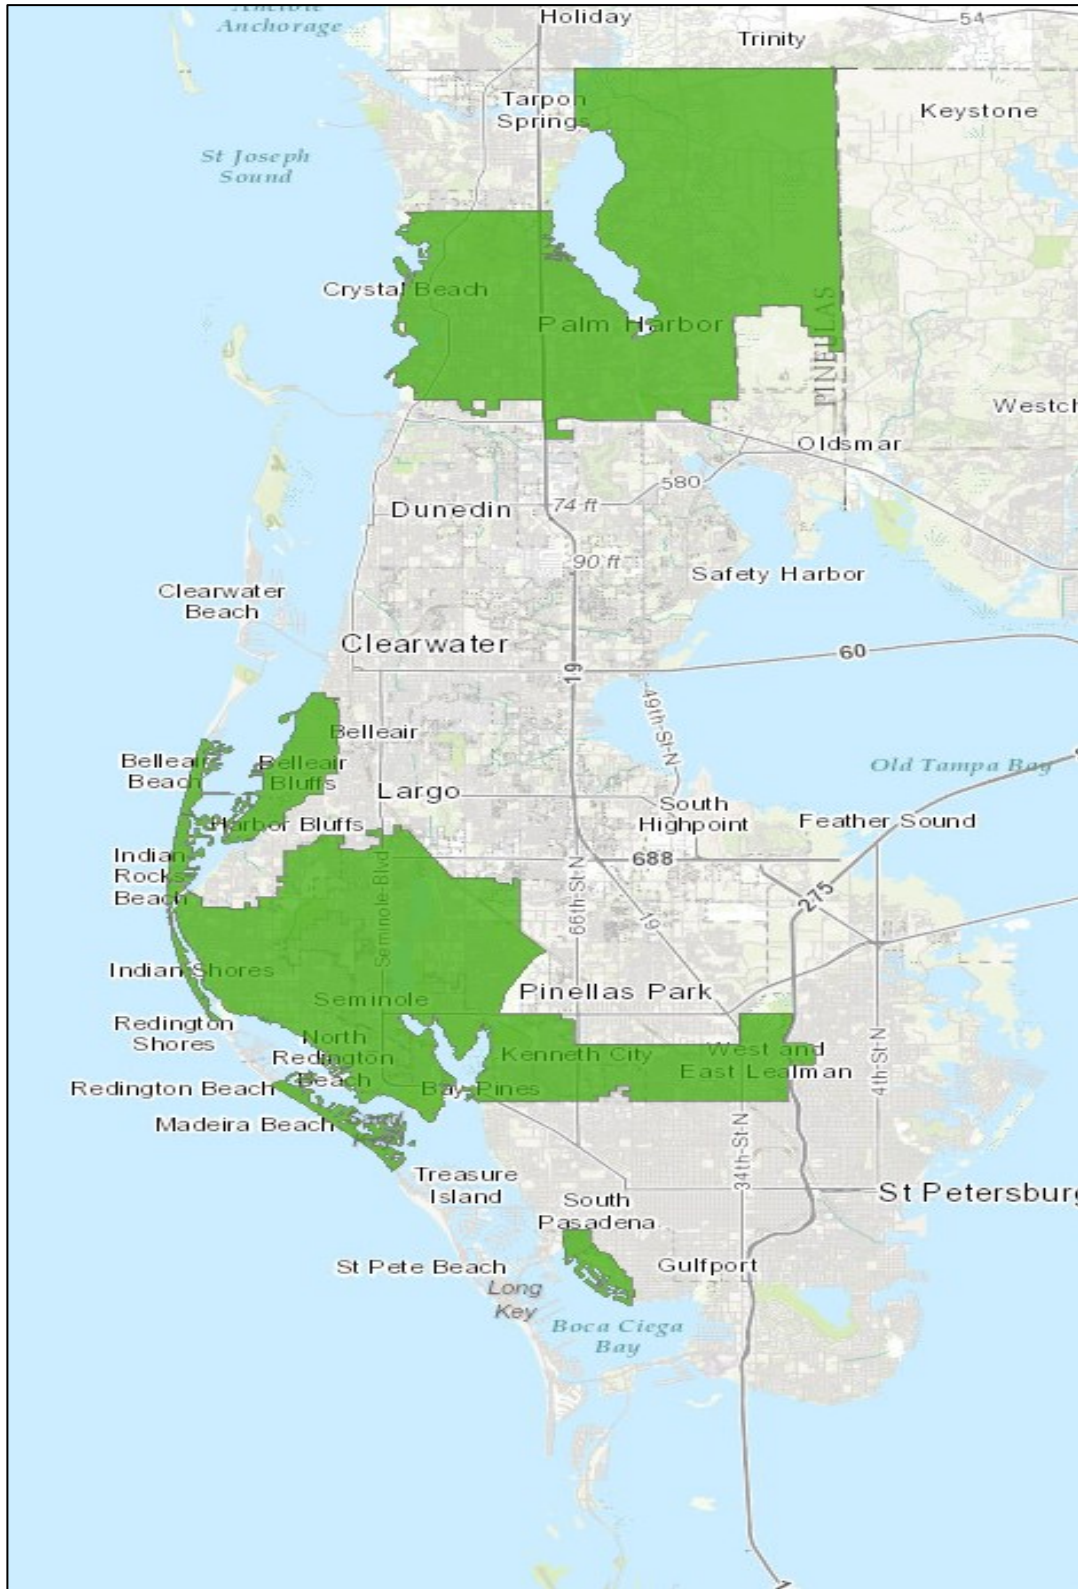 Anclote
Anchorage
Holiday
54
Trinity
Tarpon
Springs
Keystone
St Joseph
Sound
Crystal Beach
Palm Harbor
PINELLAS
Westch
Oldsmar
580
Dunedin
74 ft
90 ft
Safety Harbor
Clearwater
Beach
Clearwater
60
19
49th-St-N
Belleair
Belleair
Beach
Belleair
Bluffs
Old Tampa Bay
Largo
South
Highpoint
Feather Sound
Harbor Bluffs
Indian
Rocks
Beach
Seminole Blvd
688
66th-St-N
19
275
Indian Shores
Seminole
Pinellas Park
Redington
Shores
North
Redington
Beach
Kenneth City
West and
East Lealman
4th-St-N
Redington Beach
Bay Pines
Madeira Beach
34th-St-N
Treasure
Island
South
Pasadena
St Petersburg
St Pete Beach
Gulfport
Long
Key
Boca Ciega
Bay